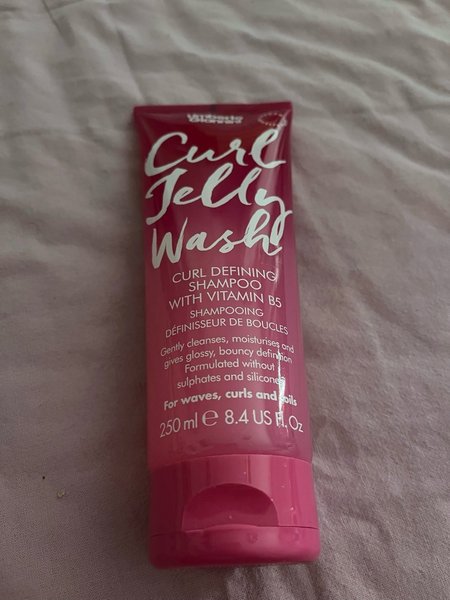 Umberto
Giannini
Curl
Jelly
Wash
CURL DEFINING
SHAMPOO
WITH VITAMIN B5
SHAMPOOING
DÉFINISSEUR DE BOUCLES
Gently cleanses, moisturises and
gives glossy, bouncy definition
Formulated without
sulphates and silicones
For waves, curls and coils
250 ml e 8.4 US Fl. Oz